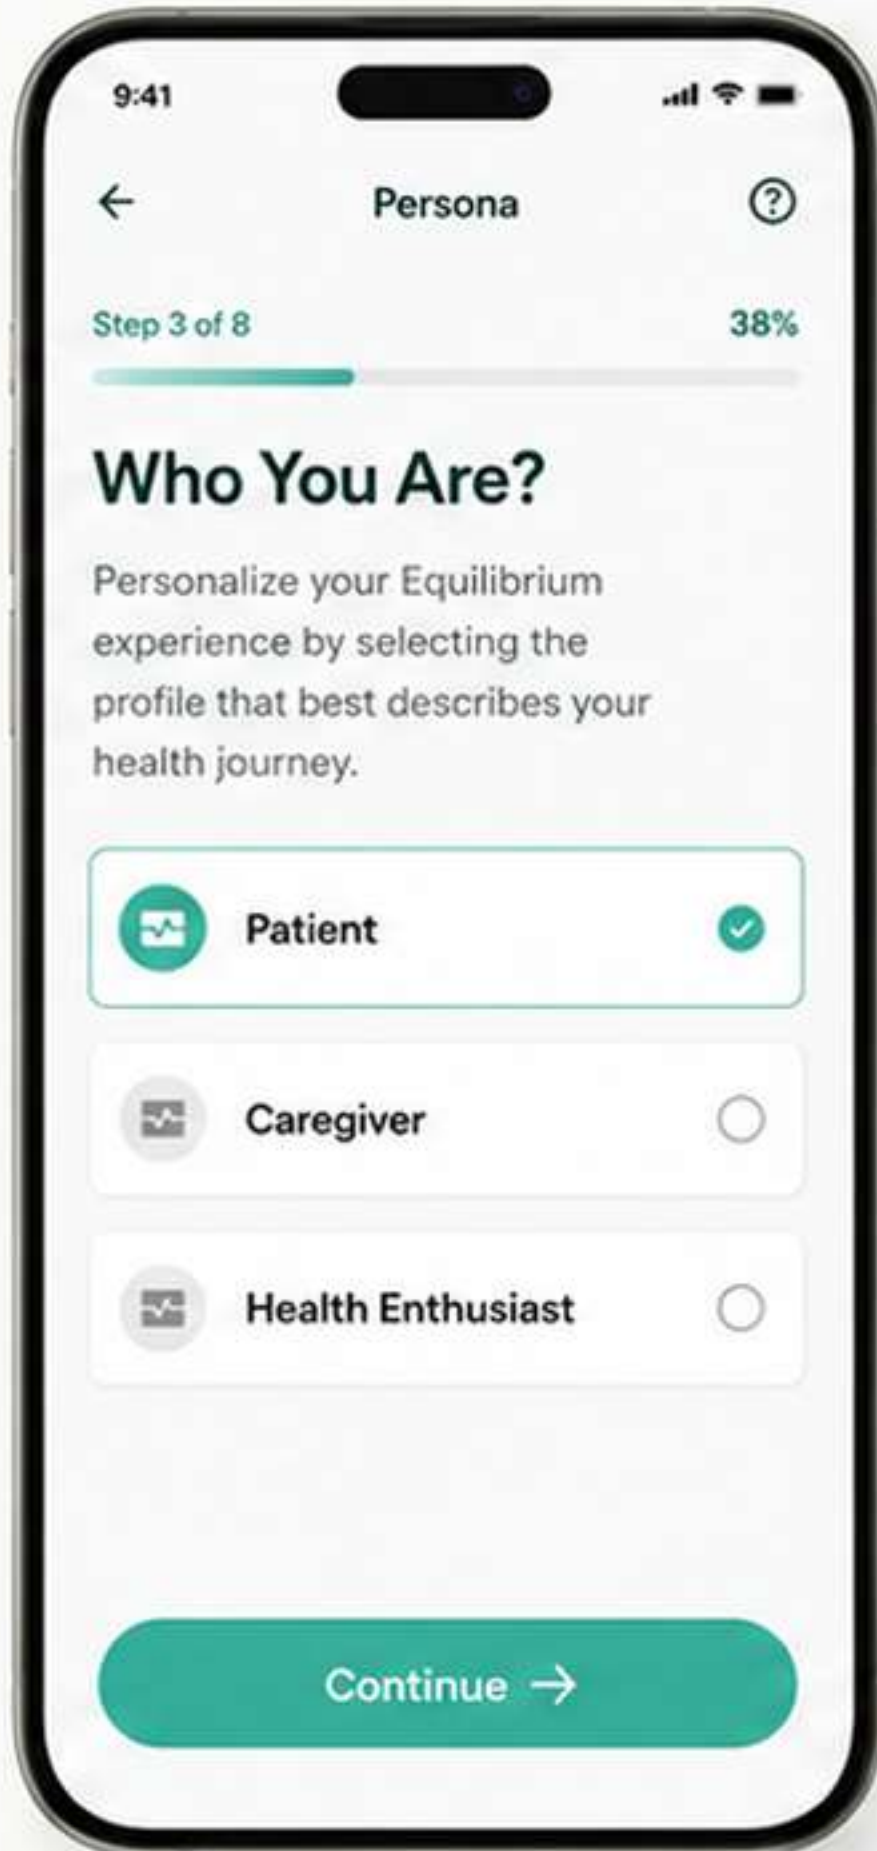 9:41
Persona
Step 3 of 8
38%
Who You Are?
Personalize your Equilibrium
experience by selecting the
profile that best describes your
health journey.
Patient
Caregiver
Health Enthusiast
Continue →